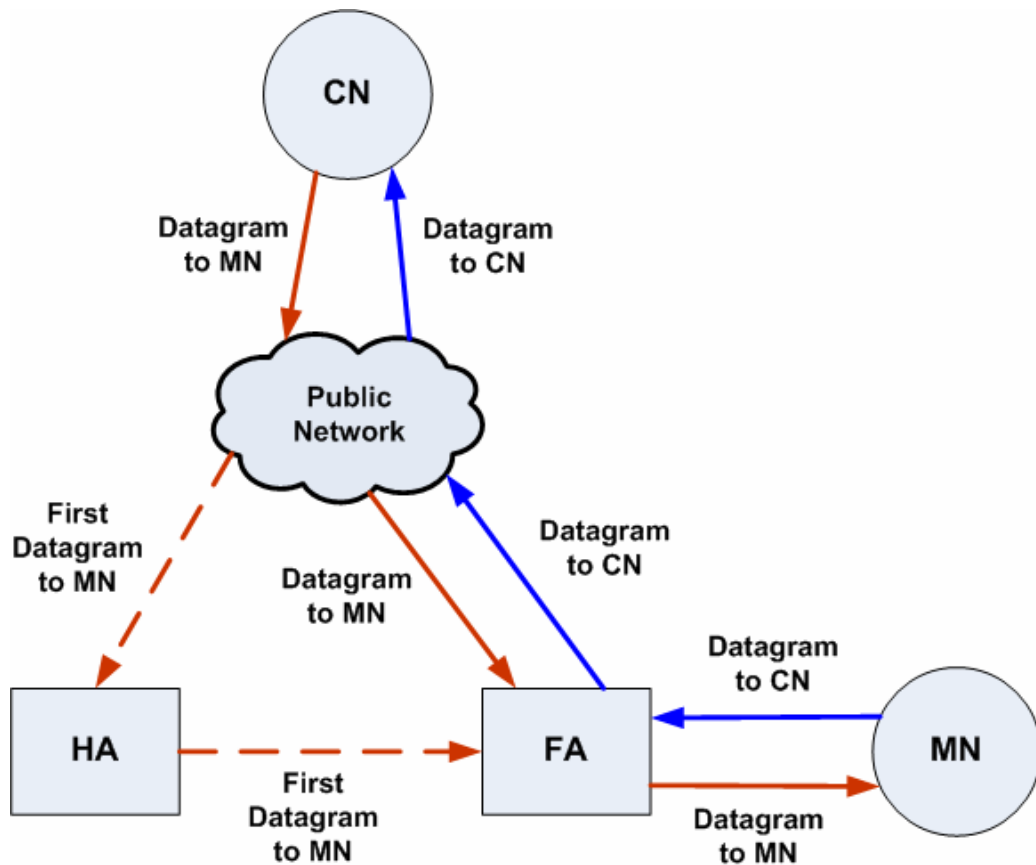 CN
Datagram
to MN
Datagram
to CN
Public
Network
First
Datagram
to MN
Datagram
to MN
Datagram
to CN
Datagram
to CN
HA
FA
MN
First
Datagram
to MN
Datagram
to MN